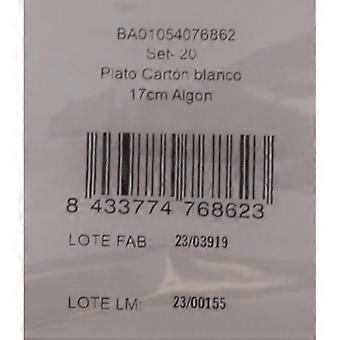 BA01054076862
Set- 20
Plato Cartón blanco
17cm Algon
8 433774 768623
LOTE FAB: 23/03919
LOTE LM: 23/00155